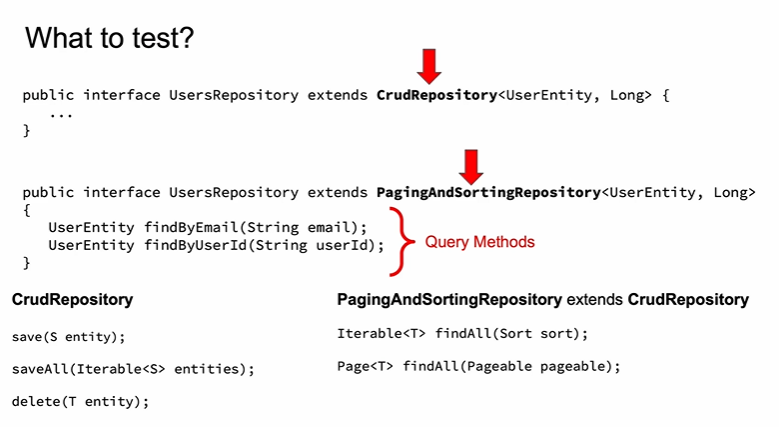 What to test?
public interface UsersRepository extends CrudRepository<UserEntity, Long> {
...
}
public interface UsersRepository extends PagingAndSortingRepository<UserEntity, Long>
{
UserEntity findByEmail(String email);
UserEntity findByUserId(String userId);
}
Query Methods
CrudRepository
save(S entity);
saveAll(Iterable<S> entities);
delete(T entity);
PagingAndSortingRepository extends CrudRepository
Iterable<T> findAll(Sort sort);
Page<T> findAll(Pageable pageable);